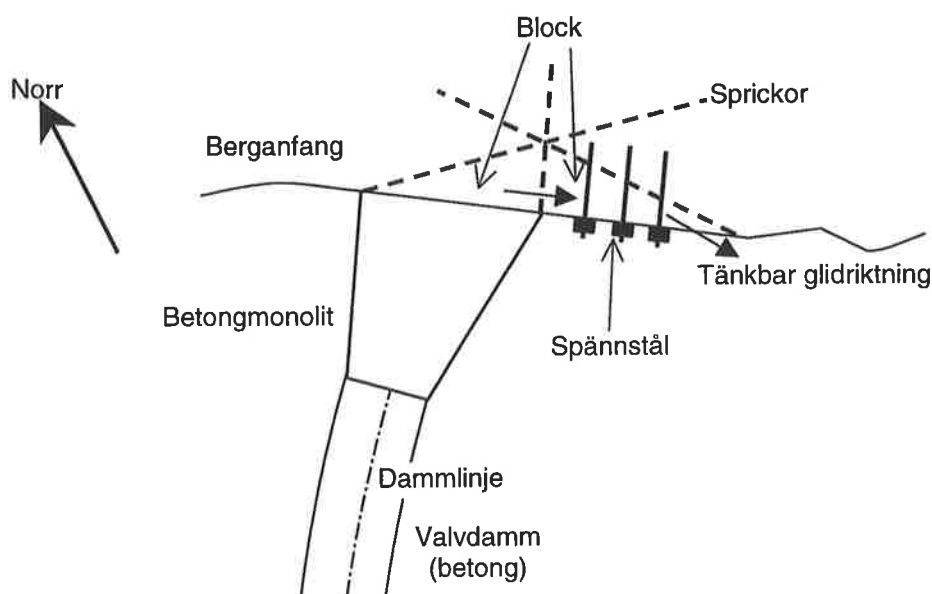 Block
Norr
Sprickor
Berganfang
Tänkbar glidriktning
Betongmonolit
Spännstål
Dammlinje
Valvdamm
(betong)